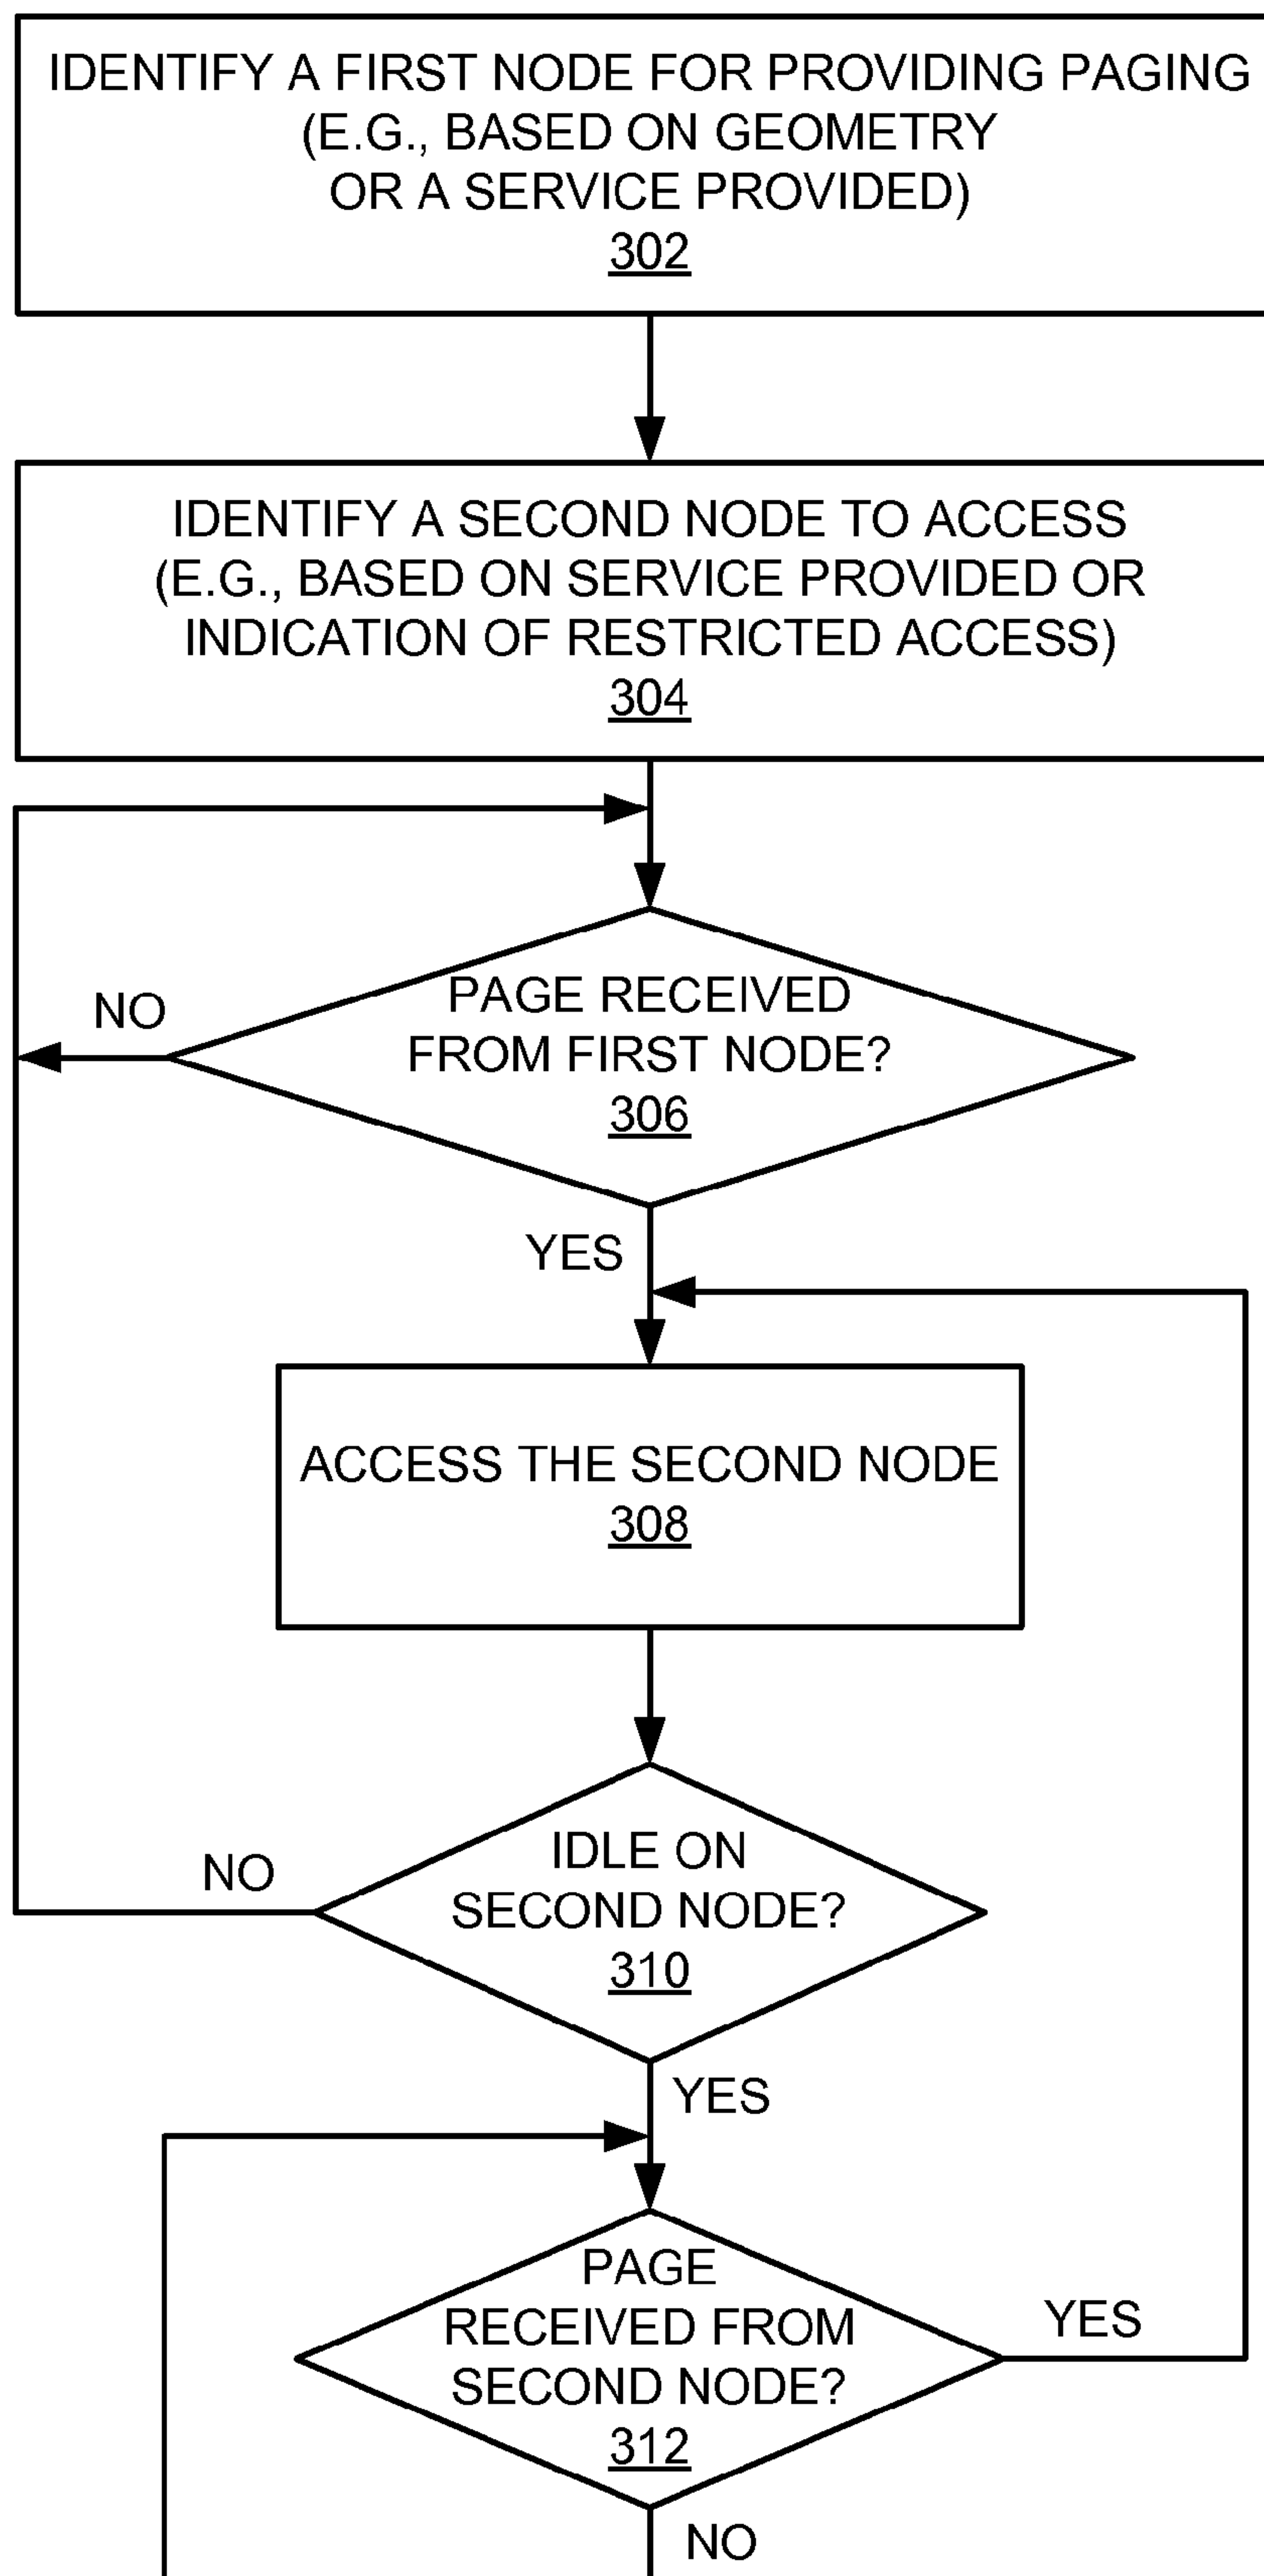 IDENTIFY A FIRST NODE FOR PROVIDING PAGING
(E.G., BASED ON GEOMETRY
OR A SERVICE PROVIDED)
302
IDENTIFY A SECOND NODE TO ACCESS
(E.G., BASED ON SERVICE PROVIDED OR
INDICATION OF RESTRICTED ACCESS)
304
NO
PAGE RECEIVED
FROM FIRST NODE?
306
YES
ACCESS THE SECOND NODE
308
NO
IDLE ON
SECOND NODE?
310
YES
PAGE
RECEIVED FROM
SECOND NODE?
312
YES
NO